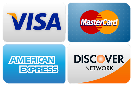 VISA
MasterCard
AMERICAN
EXPRESS
DISCOVER
NETWORK